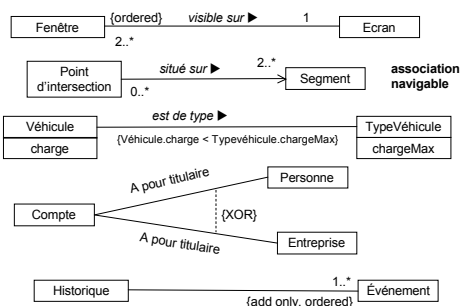 {ordered} visible sur ▶ 1
Fenêtre Ecran
2..*
Point d'intersection situé sur ▶ 2..* Segment association navigable
0..*
est de type ▶
Véhicule TypeVéhicule
charge {Véhicule.charge < Typevéhicule.chargeMax} chargeMax
A pour titulaire Personne
Compte {XOR}
A pour titulaire Entreprise
1..*
Historique Événement
{add only, ordered}